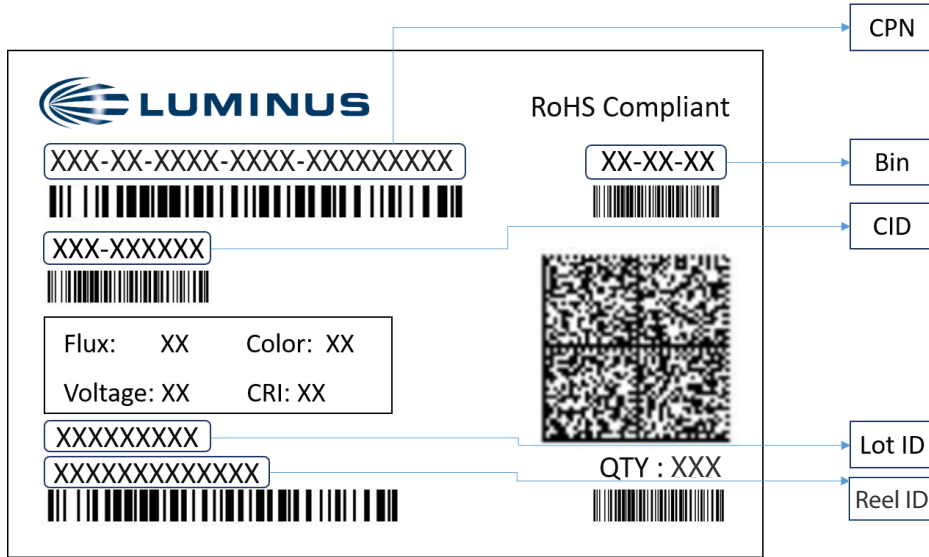 CPN
LUMINUS
RoHS Compliant
XXX-XX-XXXX-XXXX-XXXXXXXXX
XX-XX-XX
Bin
CID
XXX-XXXXXX
Flux: XX Color: XX
Voltage: XX CRI: XX
XXXXXXXXX
Lot ID
XXXXXXXXXXXXX
QTY : XXX
Reel ID